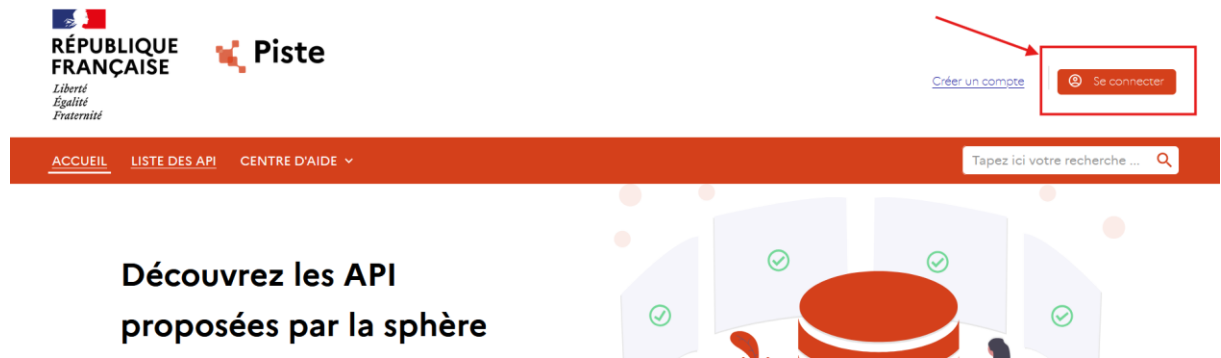 RÉPUBLIQUE
FRANÇAISE
Liberté
Égalité
Fraternité
Piste
Créer un compte
Se connecter
ACCUEIL
LISTE DES API
CENTRE D'AIDE
Tapez ici votre recherche ...
Découvrez les API
proposées par la sphère